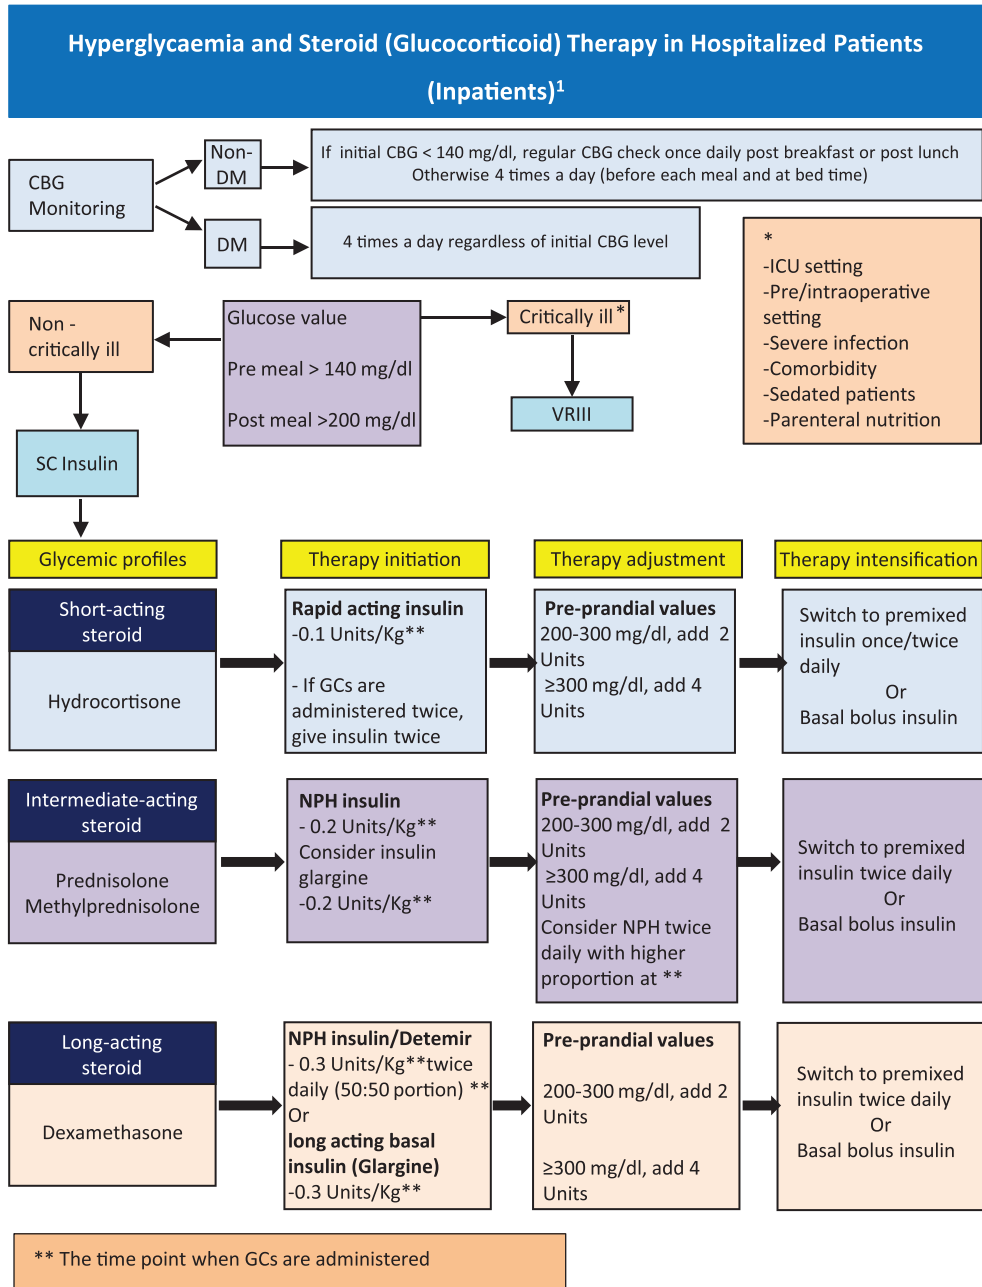 Hyperglycaemia and Steroid (Glucocorticoid) Therapy in Hospitalized Patients
(Inpatients)1
CBG
Monitoring
Non-
DM
If initial CBG < 140 mg/dl, regular CBG check once daily post breakfast or post lunch
Otherwise 4 times a day (before each meal and at bed time)
DM
4 times a day regardless of initial CBG level
*
-ICU setting
-Pre/intraoperative
setting
-Severe infection
-Comorbidity
-Sedated patients
-Parenteral nutrition
Non -
critically ill
Glucose value
Pre meal > 140 mg/dl
Post meal >200 mg/dl
Critically ill *
VRIII
SC Insulin
Glycemic profiles
Therapy initiation
Therapy adjustment
Therapy intensification
Short-acting
steroid
Hydrocortisone
Rapid acting insulin
-0.1 Units/Kg**
- If GCs are
administered twice,
give insulin twice
Pre-prandial values
200-300 mg/dl, add 2
Units
≥300 mg/dl, add 4
Units
Switch to premixed
insulin once/twice
daily
Or
Basal bolus insulin
Intermediate-acting
steroid
Prednisolone
Methylprednisolone
NPH insulin
- 0.2 Units/Kg**
Consider insulin
glargine
-0.2 Units/Kg**
Pre-prandial values
200-300 mg/dl, add 2
Units
≥300 mg/dl, add 4
Units
Consider NPH twice
daily with higher
proportion at **
Switch to premixed
insulin twice daily
Or
Basal bolus insulin
Long-acting
steroid
Dexamethasone
NPH insulin/Detemir
- 0.3 Units/Kg**twice
daily (50:50 portion) **
Or
long acting basal
insulin (Glargine)
-0.3 Units/Kg**
Pre-prandial values
200-300 mg/dl, add 2
Units
≥300 mg/dl, add 4
Units
Switch to premixed
insulin twice daily
Or
Basal bolus insulin
** The time point when GCs are administered